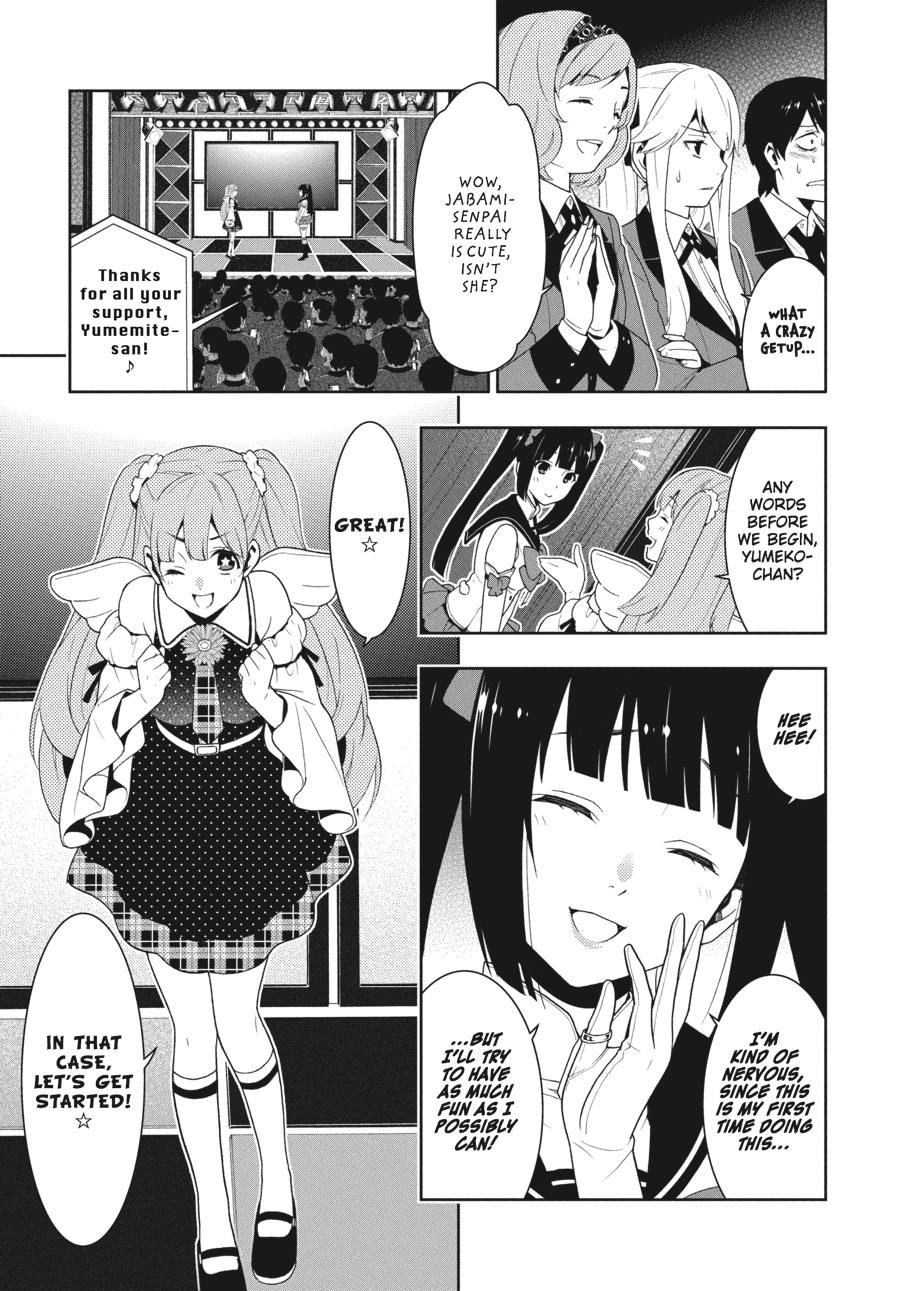 WHAT
A CRAZY
GETUP...
WOW,
JABAMI-
SENPAI
REALLY
IS CUTE,
ISN'T
SHE?
Thanks
for all your
support,
Yumemite-
san!
♪
ANY
WORDS
BEFORE
WE BEGIN,
YUMEKO-
CHAN?
HEE
HEE!
I'M
KIND OF
NERVOUS,
SINCE THIS
IS MY FIRST
TIME DOING
THIS...
...BUT
I'LL TRY
TO HAVE
AS MUCH
FUN AS I
POSSIBLY
CAN!
GREAT!
☆
IN THAT
CASE,
LET'S GET
STARTED!
☆